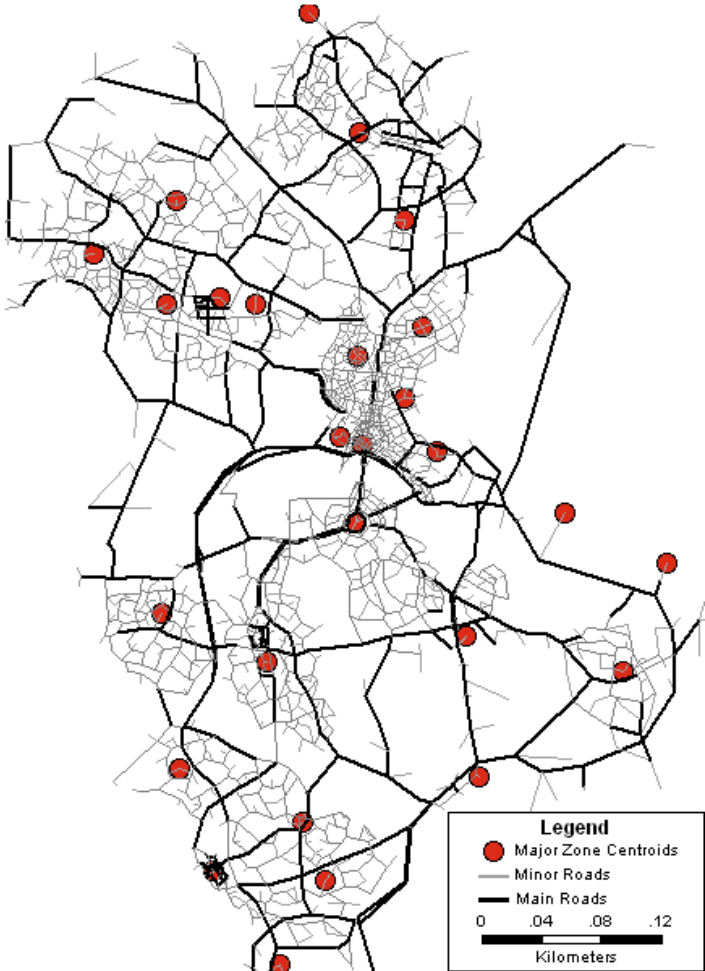 Legend
Major Zone Centroids
Minor Roads
Main Roads
0 .04 .08 .12
Kilometers